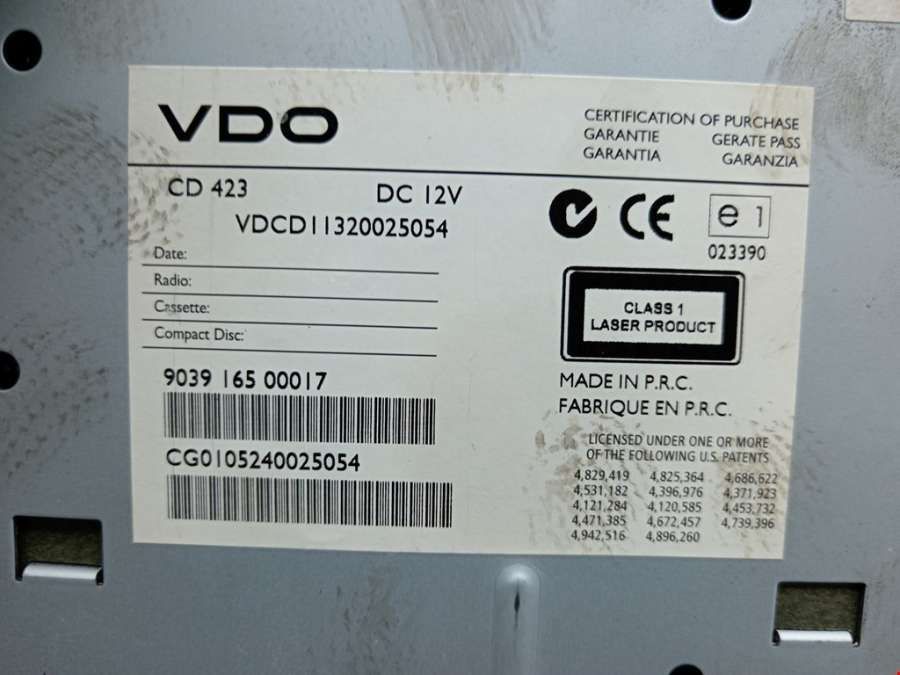 VDO
CERTIFICATION OF PURCHASE
GARANTIE GERATE PASS
GARANTIA GARANZIA
CD 423 DC 12V
VDCD11320025054
e 1
023390
Date:
Radio:
Cassette:
Compact Disc:
CLASS 1
LASER PRODUCT
9039 165 00017
CG0105240025054
MADE IN P.R.C.
FABRIQUE EN P.R.C.
LICENSED UNDER ONE OR MORE
OF THE FOLLOWING U.S. PATENTS
4,829,419 4,825,364 4,686,622
4,531,182 4,396,976 4,371,923
4,121,284 4,120,585 4,453,732
4,471,385 4,672,457 4,739,396
4,942,516 4,896,260